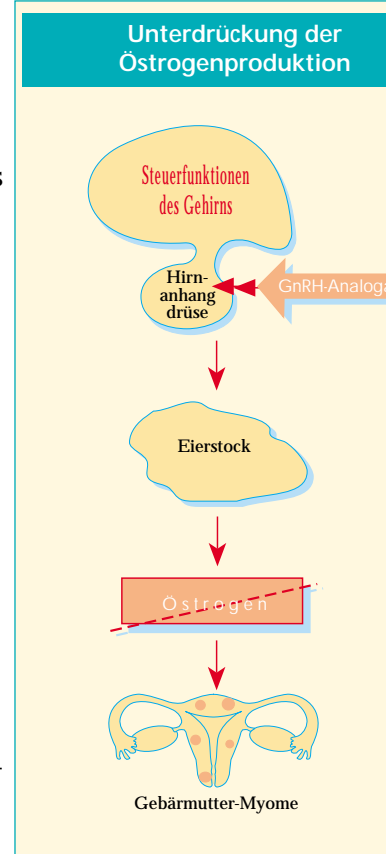 Unterdrückung der
Östrogenproduktion
Steuerfunktionen
des Gehirns
Hirn-
anhang
drüse
GnRH-Analoga
Eierstock
Östrogen
Gebärmutter-Myome